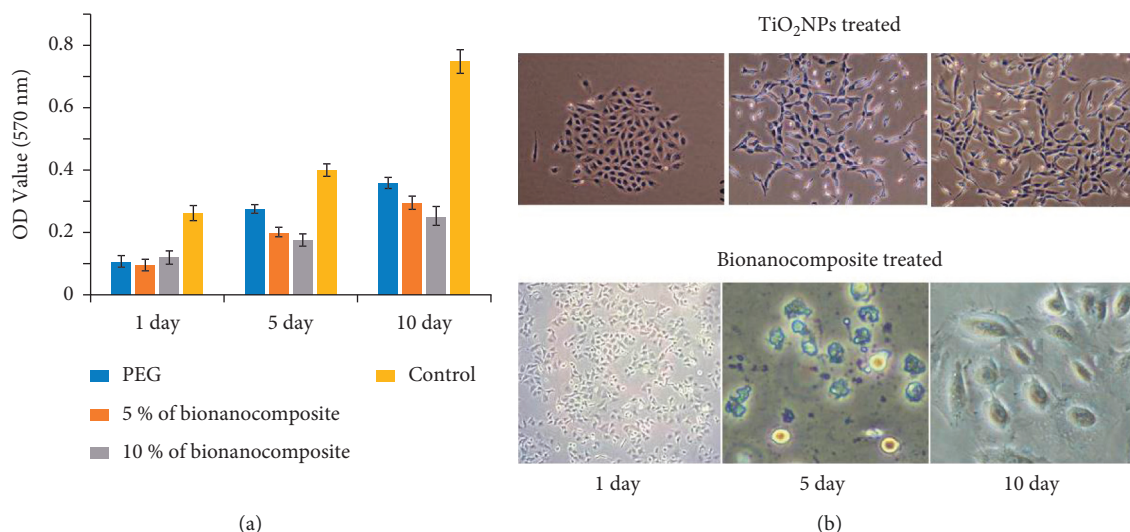 0.8
0.6
0.4
0.2
0
OD Value (570 nm)
1 day
5 day
10 day
PEG
Control
5 % of bionanocomposite
10 % of bionanocomposite
(a)
TiO₂NPs treated
Bionanocomposite treated
1 day
5 day
10 day
(b)